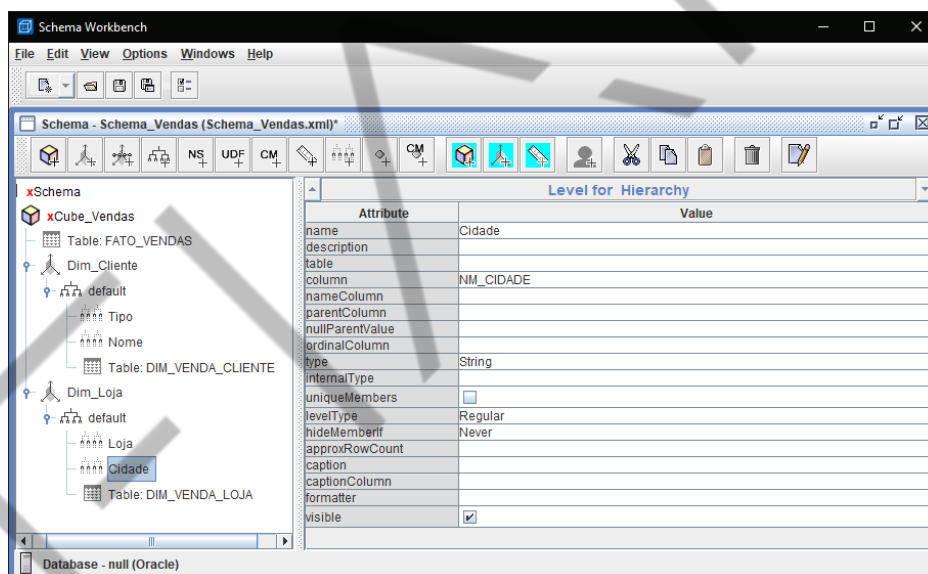 Schema Workbench
File Edit View Options Windows Help
Schema - Schema_Vendas (Schema_Vendas.xml)*
NS UDF CM CM
xSchema
xCube_Vendas
Table: FATO_VENDAS
Dim_Cliente
default
Tipo
Nome
Table: DIM_VENDA_CLIENTE
Dim_Loja
default
Loja
Cidade
Table: DIM_VENDA_LOJA
Level for Hierarchy
Attribute Value
name Cidade
description
table
column NM_CIDADE
nameColumn
parentColumn
nullParentValue
ordinalColumn
type String
internalType
uniqueMembers
levelType Regular
hideMemberIf Never
approxRowCount
caption
captionColumn
formatter
visible
Database - null (Oracle)